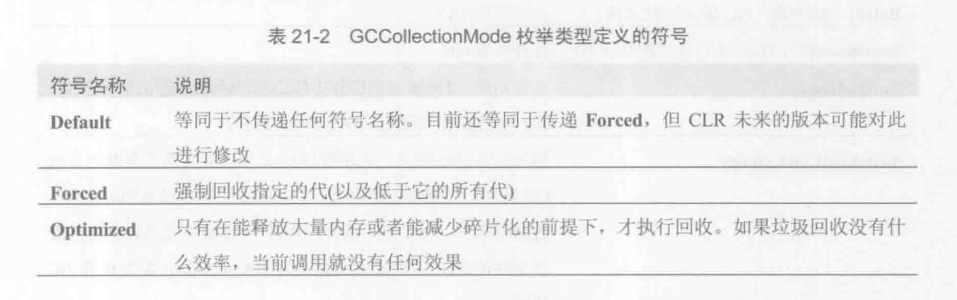 表 21-2 GCCollectionMode 枚举类型定义的符号
符号名称 说明
Default 等同于不传递任何符号名称。目前还等同于传递 Forced，但 CLR 未来的版本可能对此
进行修改
Forced 强制回收指定的代(以及低于它的所有代)
Optimized 只有在能释放大量内存或者能减少碎片化的前提下，才执行回收。如果垃圾回收没有什
么效率，当前调用就没有任何效果